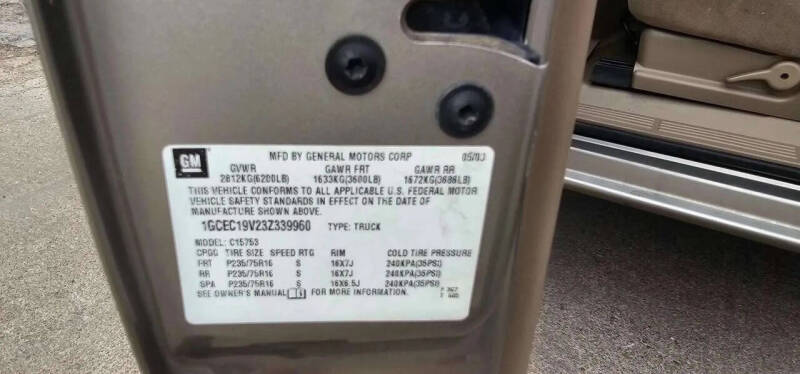 GM MFD BY GENERAL MOTORS CORP 05/03
GVWR GAWR FRT GAWR RR
2812KG(6200LB) 1633KG(3600LB) 1672KG(3686LB)
THIS VEHICLE CONFORMS TO ALL APPLICABLE U.S. FEDERAL MOTOR
VEHICLE SAFETY STANDARDS IN EFFECT ON THE DATE OF
MANUFACTURE SHOWN ABOVE.
1GCEC19V23Z339960 TYPE: TRUCK
MODEL: C15753
TIRE SIZE SPEED RTG RIM COLD TIRE PRESSURE
FRT P235/75R16 S 16X7J 240KPA(35PSI)
RR P235/75R16 S 16X7J 240KPA(35PSI)
SPA P235/75R16 S 16X6.5J 240KPA(35PSI)
SEE OWNER'S MANUAL FOR MORE INFORMATION.